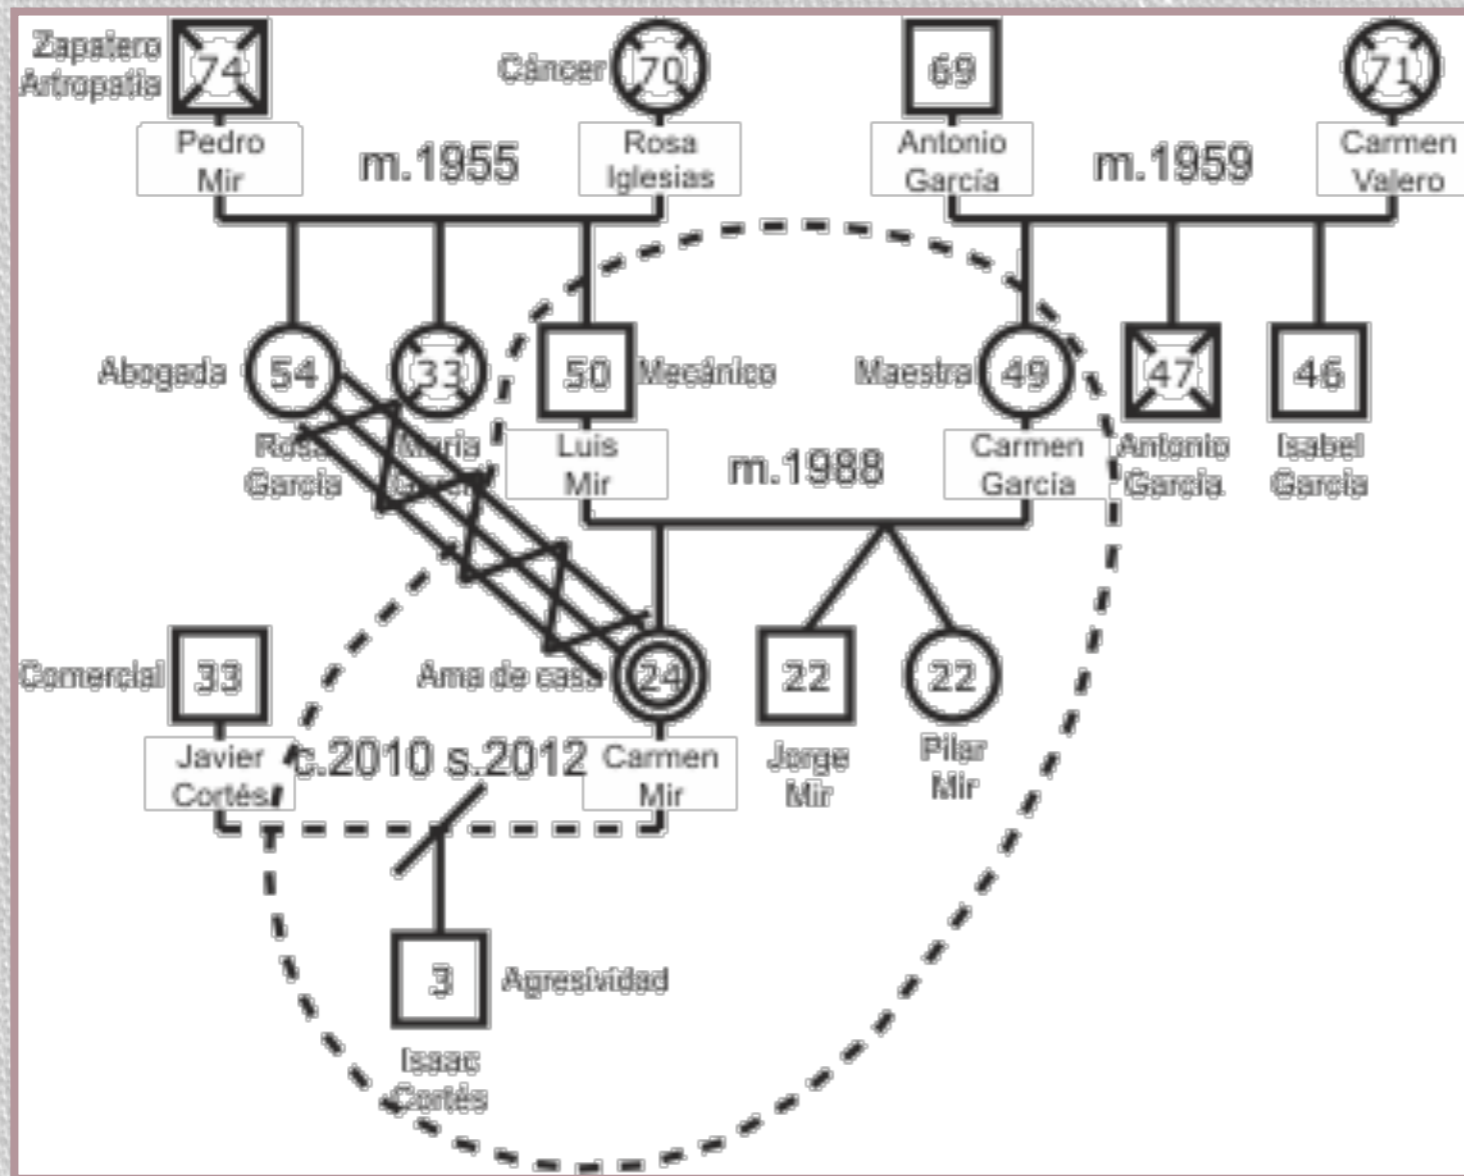 Zapatero
Artropatía
74
Cáncer
70
69
71
Pedro
Mir
m.1955
Rosa
Iglesias
Antonio
García
m.1959
Carmen
Valero
Abogada
54
33
50
Mecánico
Maestra
49
47
46
Rosa
García
María
Luis
Mir
m.1988
Carmen
García
Antonio
García
Isabel
García
Comercial
33
Ama de casa
24
22
22
Javier
Cortés
c.2010 s.2012
Carmen
Mir
Jorge
Mir
Pilar
Mir
3
Agresividad
Isaac
Cortés